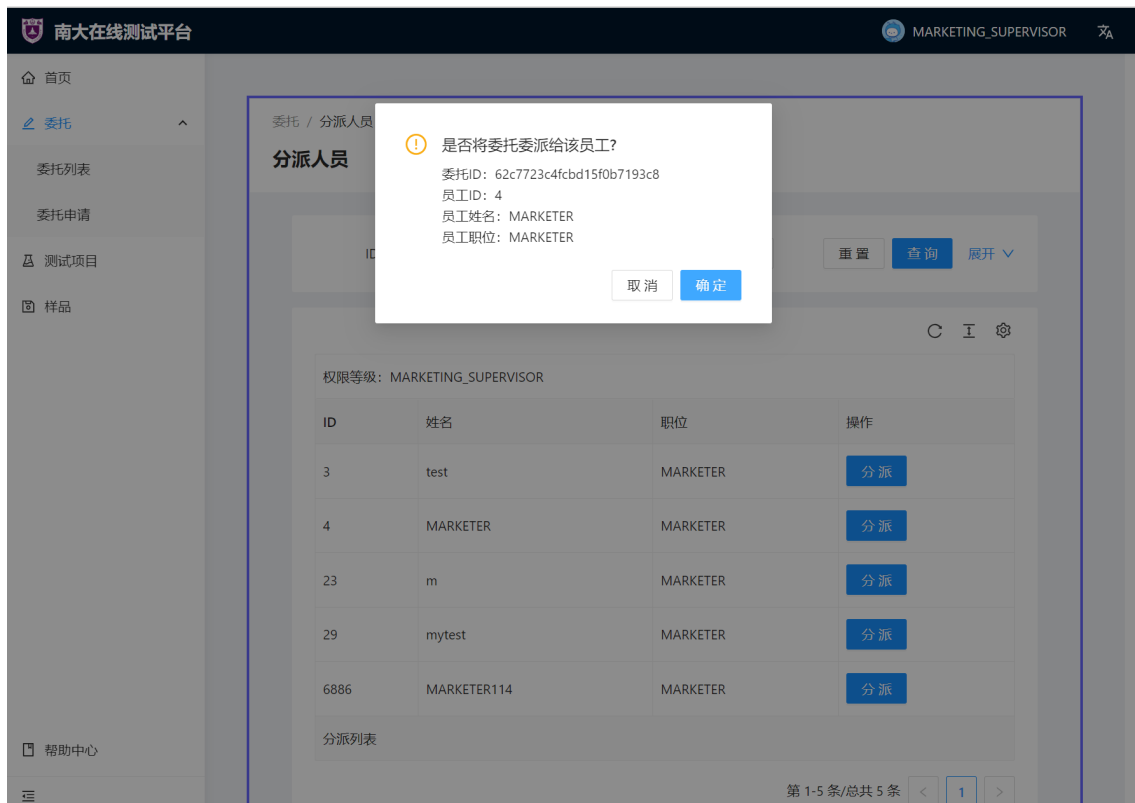 南大在线测试平台
MARKETING_SUPERVISOR
首页
委托
委托列表
委托申请
测试项目
样品
帮助中心
委托 / 分派人员
分派人员
是否将委托委派给该员工?
委托ID: 62c7723c4fcbd15f0b7193c8
员工ID: 4
员工姓名: MARKETER
员工职位: MARKETER
取 消 确 定
重 置 查 询 展开
权限等级: MARKETING_SUPERVISOR
ID 姓名 职位 操作
3 test MARKETER 分 派
4 MARKETER MARKETER 分 派
23 m MARKETER 分 派
29 mytest MARKETER 分 派
6886 MARKETER114 MARKETER 分 派
分派列表
第 1-5 条/总共 5 条 < 1 >